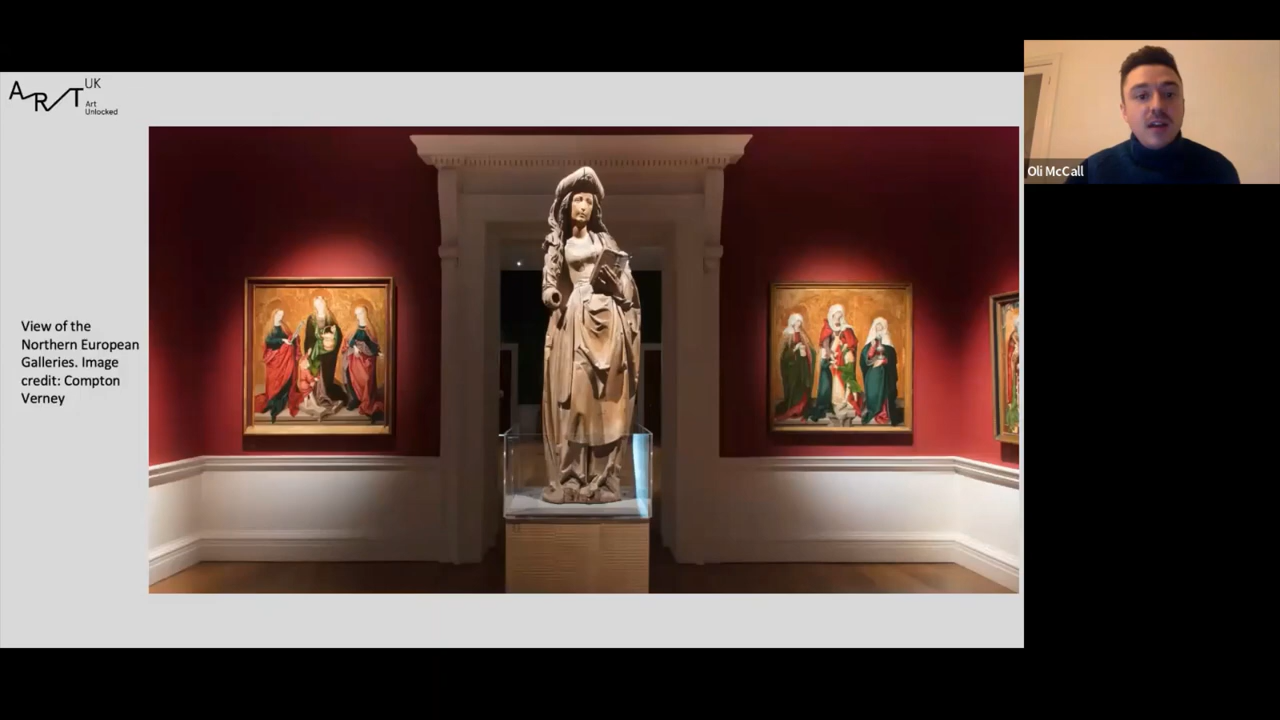 ART UK
Art
Unlocked
Oli McCall
View of the
Northern European
Galleries. Image
credit: Compton
Verney